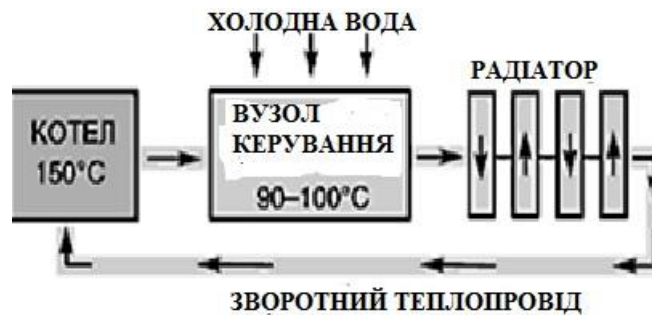 ХОЛОДНА ВОДА
РАДІАТОР
КОТЕЛ
150°С
ВУЗОЛ
КЕРУВАННЯ
90–100°С
ЗВОРОТНИЙ ТЕПЛОПРОВІД